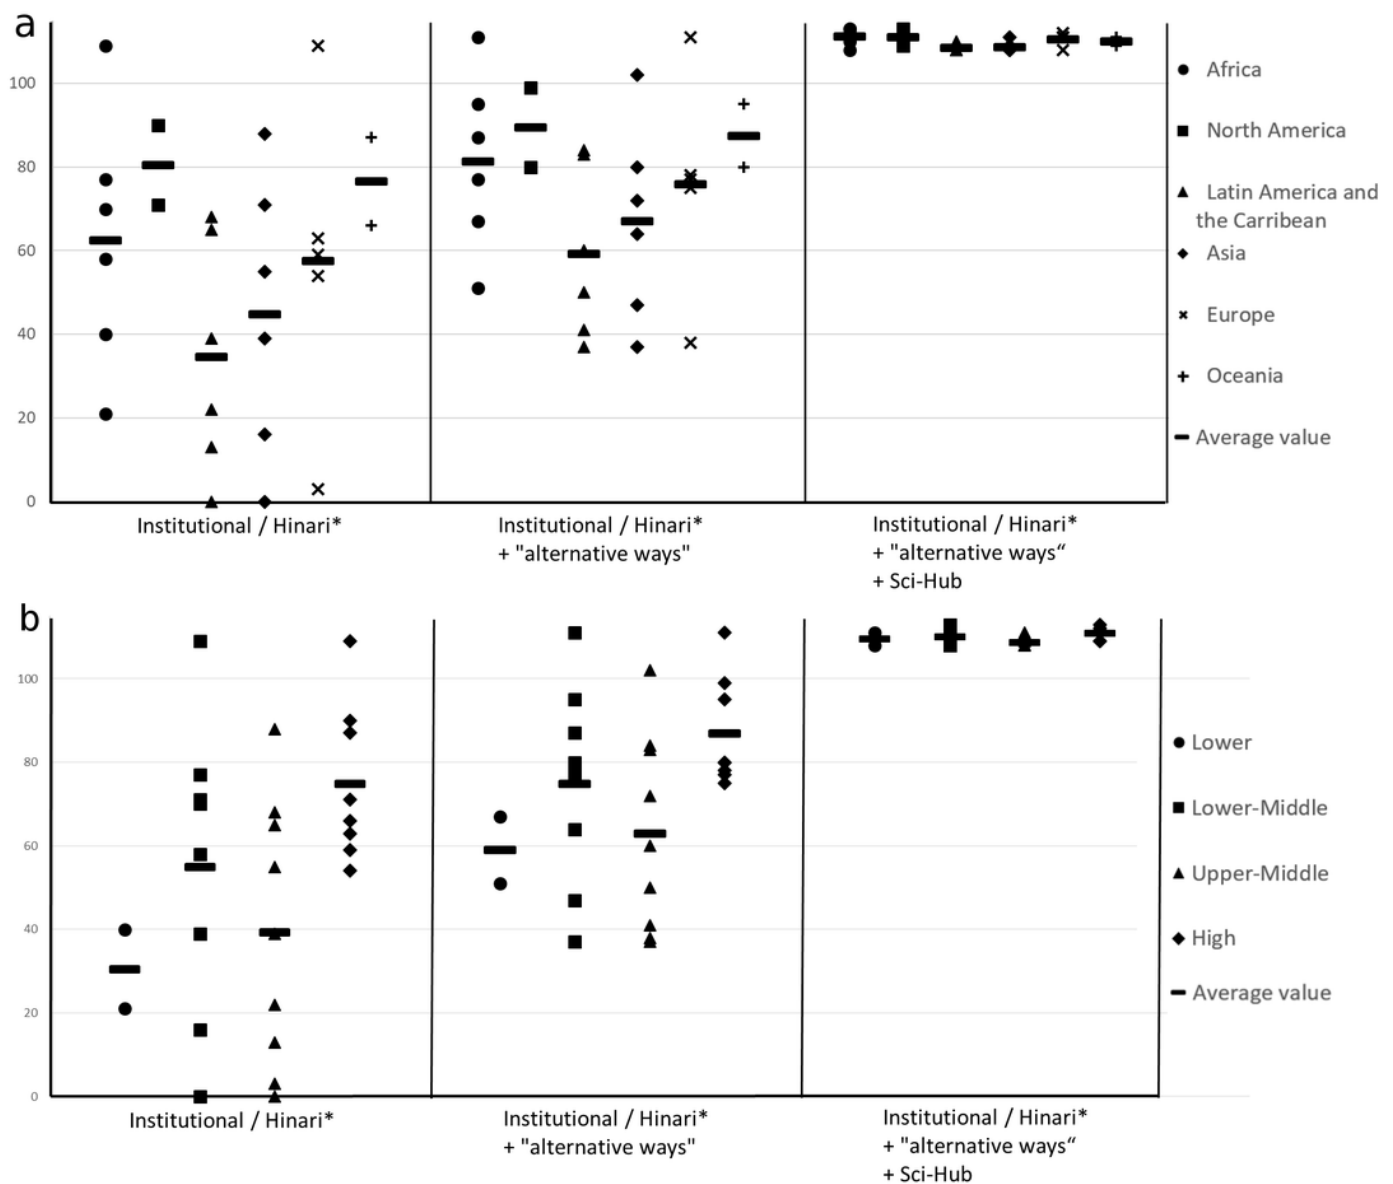 a
100
80
60
40
20
0
Africa
North America
Latin America and
the Carribean
Asia
Europe
Oceania
Average value
Institutional / Hinari*
Institutional / Hinari*
+ "alternative ways"
Institutional / Hinari*
+ "alternative ways“
+ Sci-Hub
b
100
80
60
40
20
0
Lower
Lower-Middle
Upper-Middle
High
Average value
Institutional / Hinari*
Institutional / Hinari*
+ "alternative ways"
Institutional / Hinari*
+ "alternative ways“
+ Sci-Hub